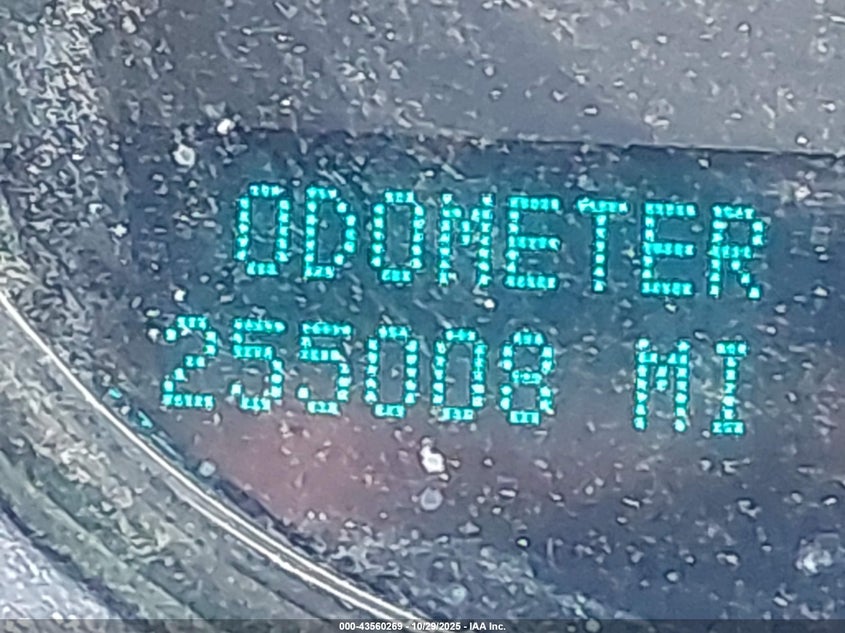 ODOMETER
255008 MI
000-43560269 - 10/29/2025 - IAA Inc.